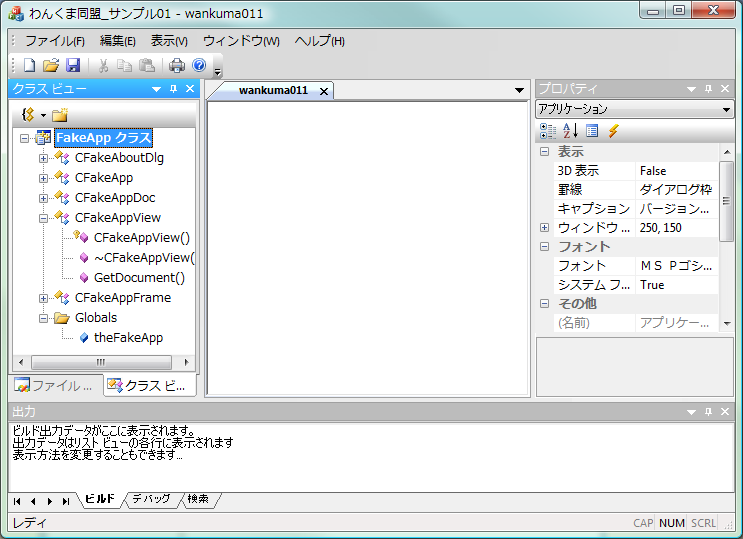 わんくま同盟_サンプル01 - wankuma011
ファイル(F) 編集(E) 表示(V) ウィンドウ(W) ヘルプ(H)
クラス ビュー
FakeApp クラス
CFakeAboutDlg
CFakeApp
CFakeAppDoc
CFakeAppView
CFakeAppView()
~CFakeAppView(
GetDocument()
CFakeAppFrame
Globals
theFakeApp
ファイル ...
クラス ビ...
wankuma011
プロパティ
アプリケーション
表示
3D 表示 False
罫線 ダイアログ枠
キャプション バージョン...
ウィンドウ ... 250, 150
フォント
フォント ＭＳ Ｐゴシ...
システム フ... True
その他
(名前) アプリケー...
出力
ビルド出力データがここに表示されます。
出力データはリスト ビューの各行に表示されます
表示方法を変更することもできます...
ビルド デバッグ 検索
レディ
CAP NUM SCRL